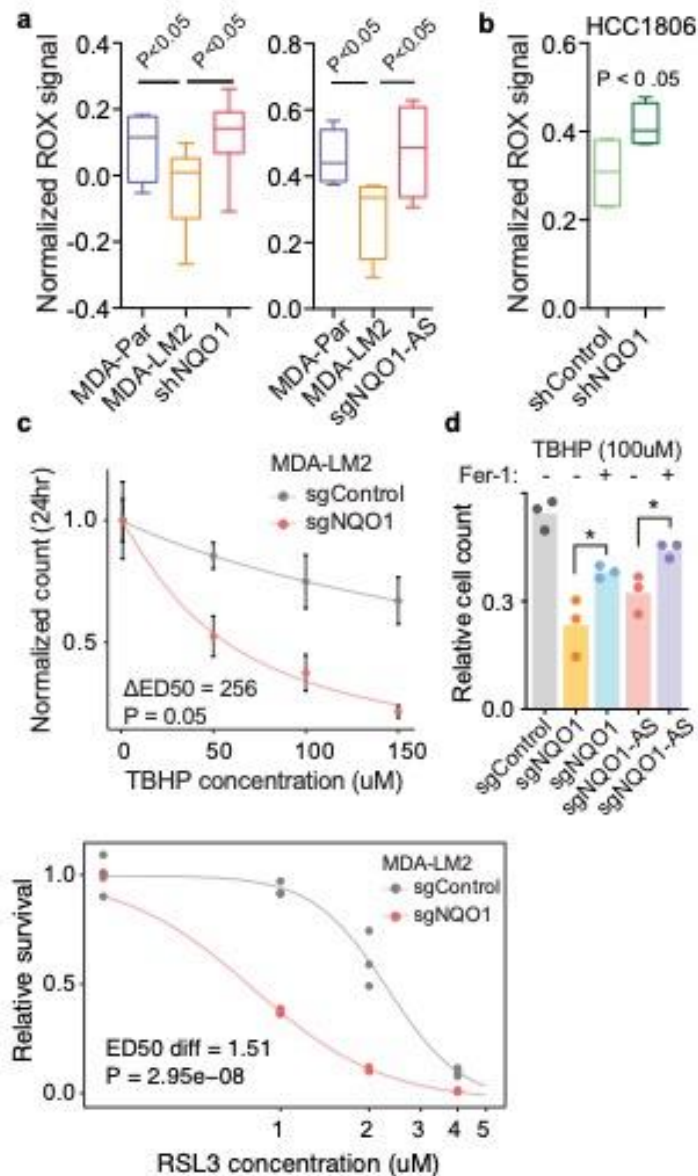 a
Normalized ROX signal
0.4
0.2
0.0
-0.2
-0.4
P<0.05
P<0.05
MDA-Par
MDA-LM2
shNQO1
0.8
0.6
0.4
0.2
0.0
P<0.05
P<0.05
MDA-Par
MDA-LM2
sgNQO1-AS
b
HCC1806
Normalized ROX signal
0.6
0.4
0.2
0.0
P < 0 .05
shControl
shNQO1
c
Normalized count (24hr)
1.0
0.5
MDA-LM2
sgControl
sgNQO1
ΔED50 = 256
P = 0.05
0 50 100 150
TBHP concentration (uM)
d
TBHP (100uM)
Fer-1: - - + - +
Relative cell count
0.3
0.0
* *
sgControl
sgNQO1
sgNQO1
sgNQO1-AS
sgNQO1-AS
Relative survival
1.0
0.5
0.0
MDA-LM2
sgControl
sgNQO1
ED50 diff = 1.51
P = 2.95e-08
1 2 3 4 5
RSL3 concentration (uM)